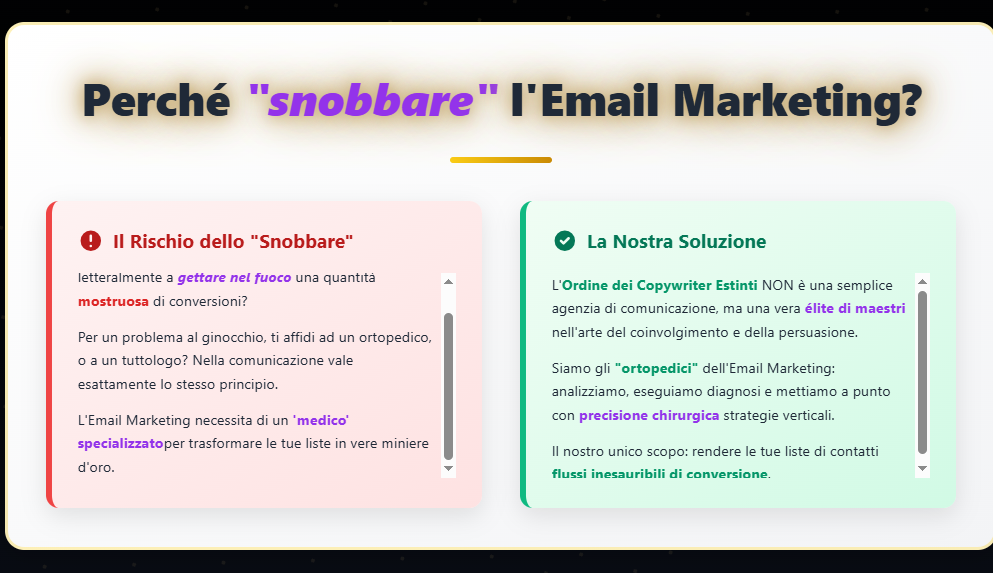 Perché "snobbare" l'Email Marketing?
Il Rischio dello "Snobbare"
letteralmente a gettare nel fuoco una quantità
mostruosa di conversioni?
Per un problema al ginocchio, ti affidi ad un ortopedico,
o a un tuttologo? Nella comunicazione vale
esattamente lo stesso principio.
L'Email Marketing necessita di un 'medico'
specializzatoper trasformare le tue liste in vere miniere
d'oro.
La Nostra Soluzione
L'Ordine dei Copywriter Estinti NON è una semplice
agenzia di comunicazione, ma una vera élite di maestri
nell'arte del coinvolgimento e della persuasione.
Siamo gli "ortopedici" dell'Email Marketing:
analizziamo, eseguiamo diagnosi e mettiamo a punto
con precisione chirurgica strategie verticali.
Il nostro unico scopo: rendere le tue liste di contatti
flussi inesauribili di conversione.